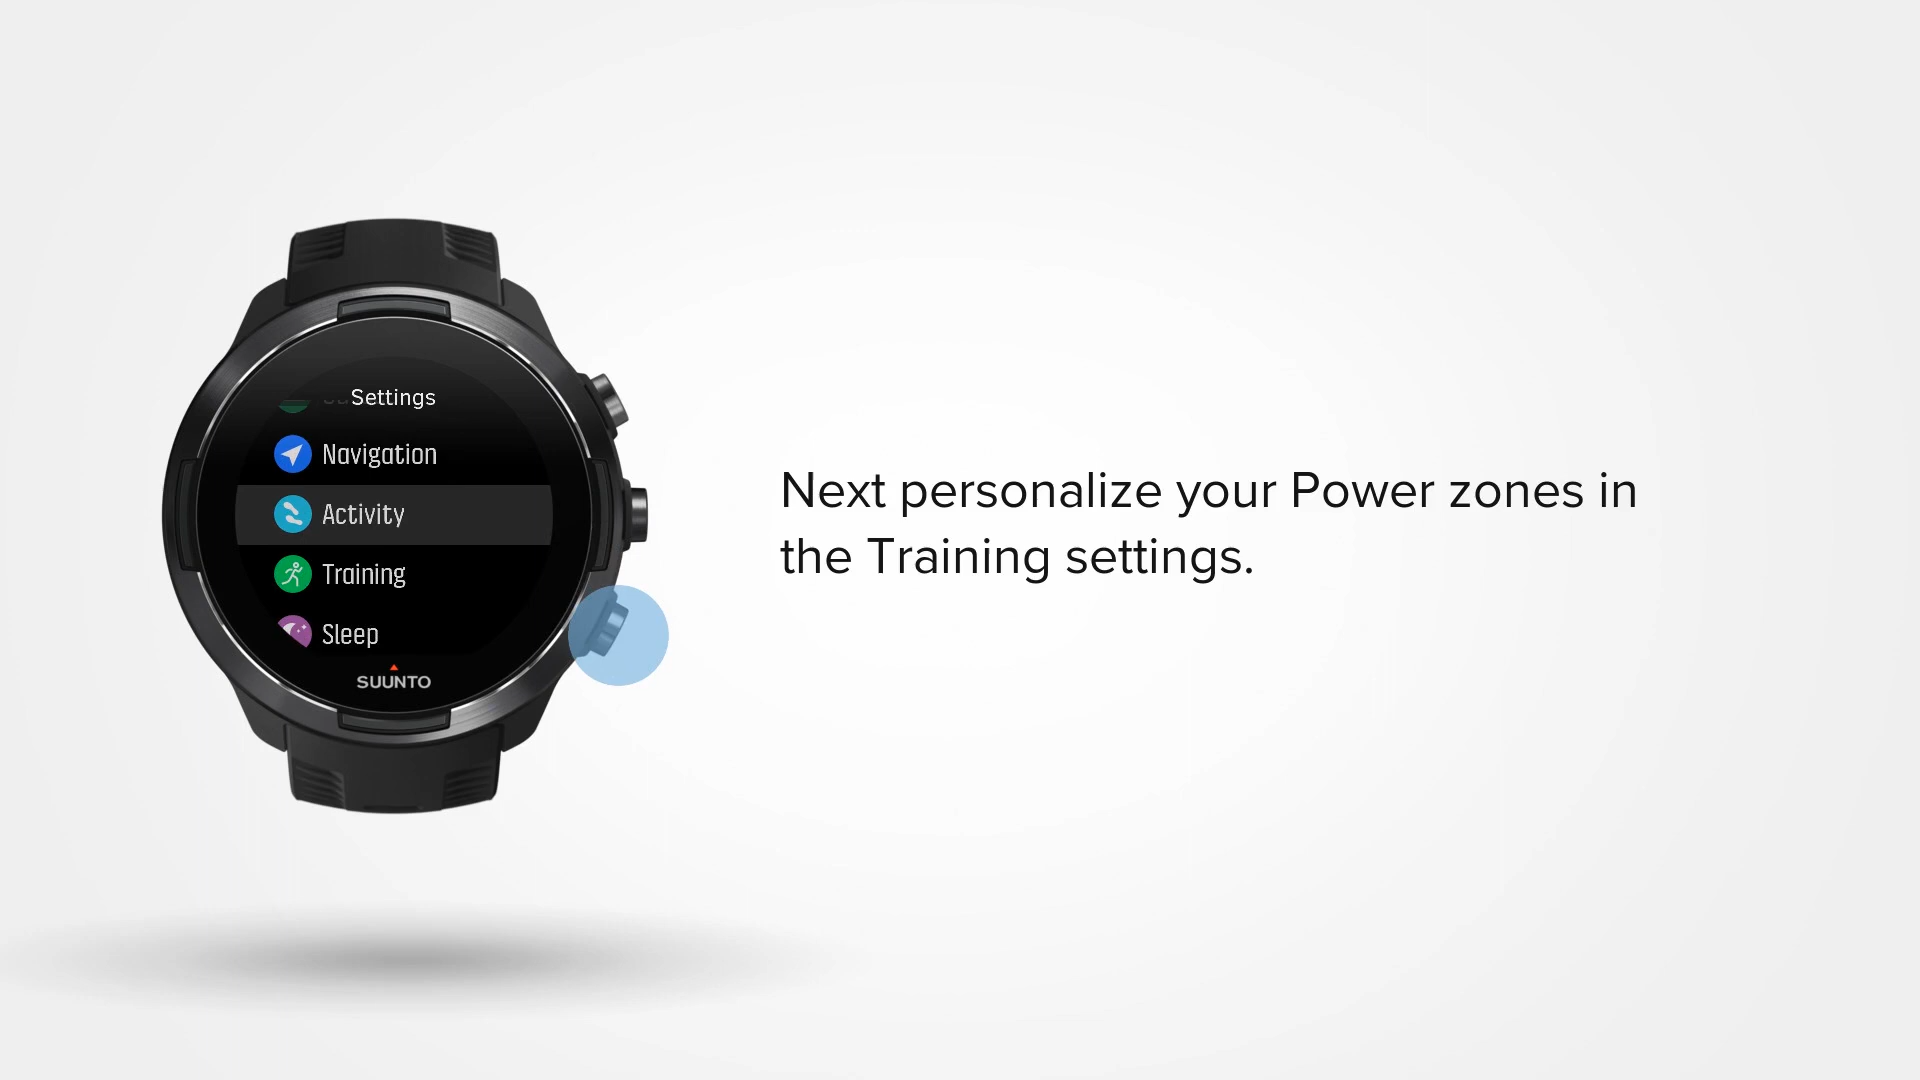 Settings
Navigation
Activity
Training
Sleep
SUUNTO
Next personalize your Power zones in
the Training settings.